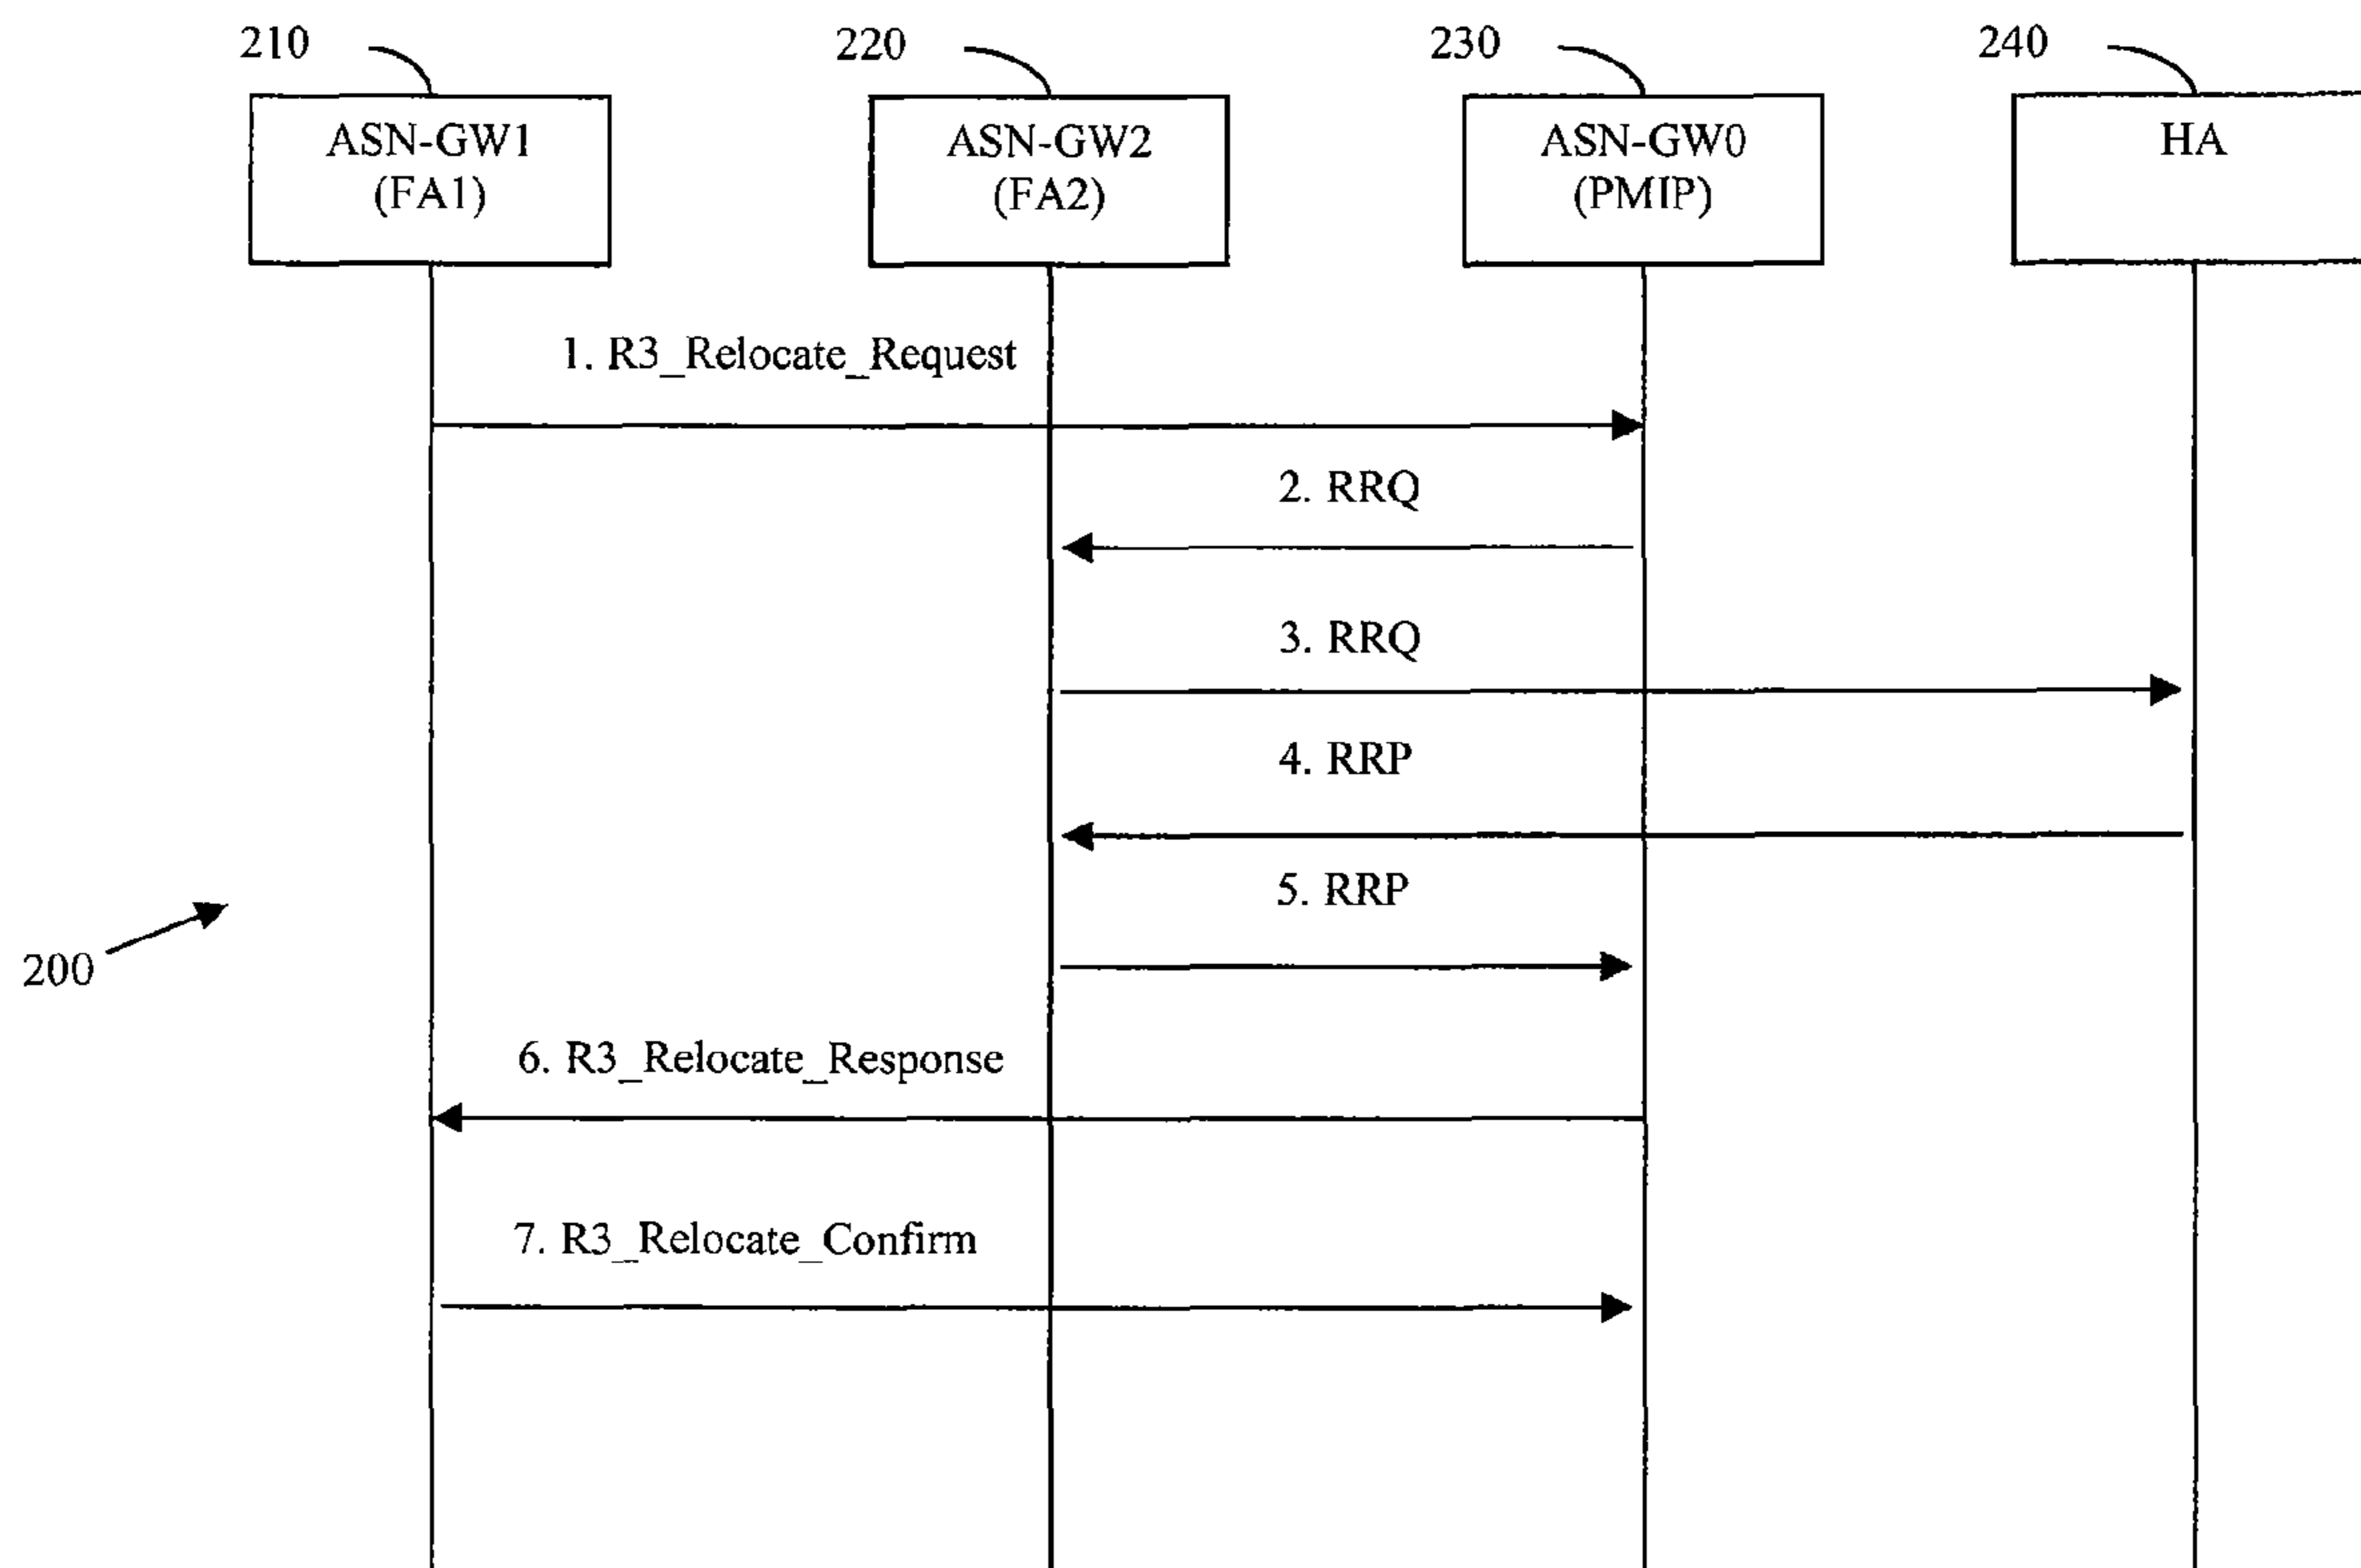 210
220
230
240
ASN-GW1
(FA1)
ASN-GW2
(FA2)
ASN-GW0
(PMIP)
HA
1. R3_Relocate_Request
2. RRQ
3. RRQ
4. RRP
5. RRP
200
6. R3_Relocate_Response
7. R3_Relocate_Confirm